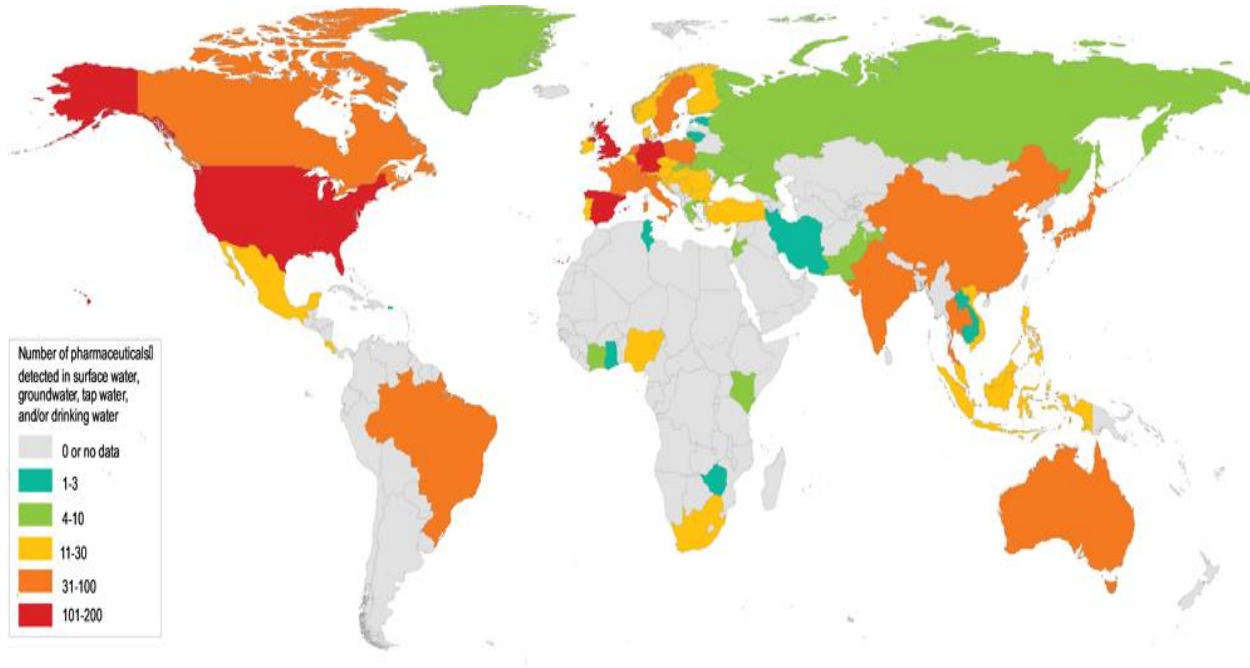 Number of pharmaceuticals
detected in surface water,
groundwater, tap water,
and/or drinking water
0 or no data
1-3
4-10
11-30
31-100
101-200